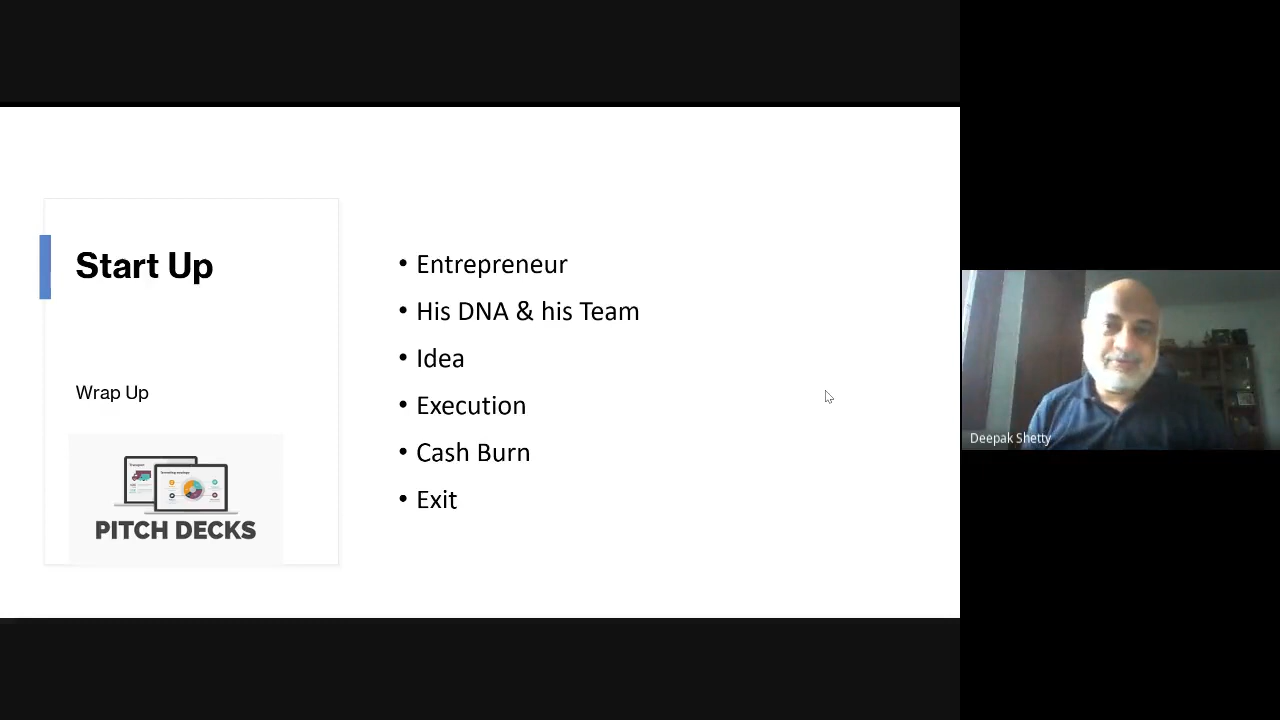 Start Up
Wrap Up
PITCH DECKS
• Entrepreneur
• His DNA & his Team
• Idea
• Execution
• Cash Burn
• Exit
Deepak Shetty